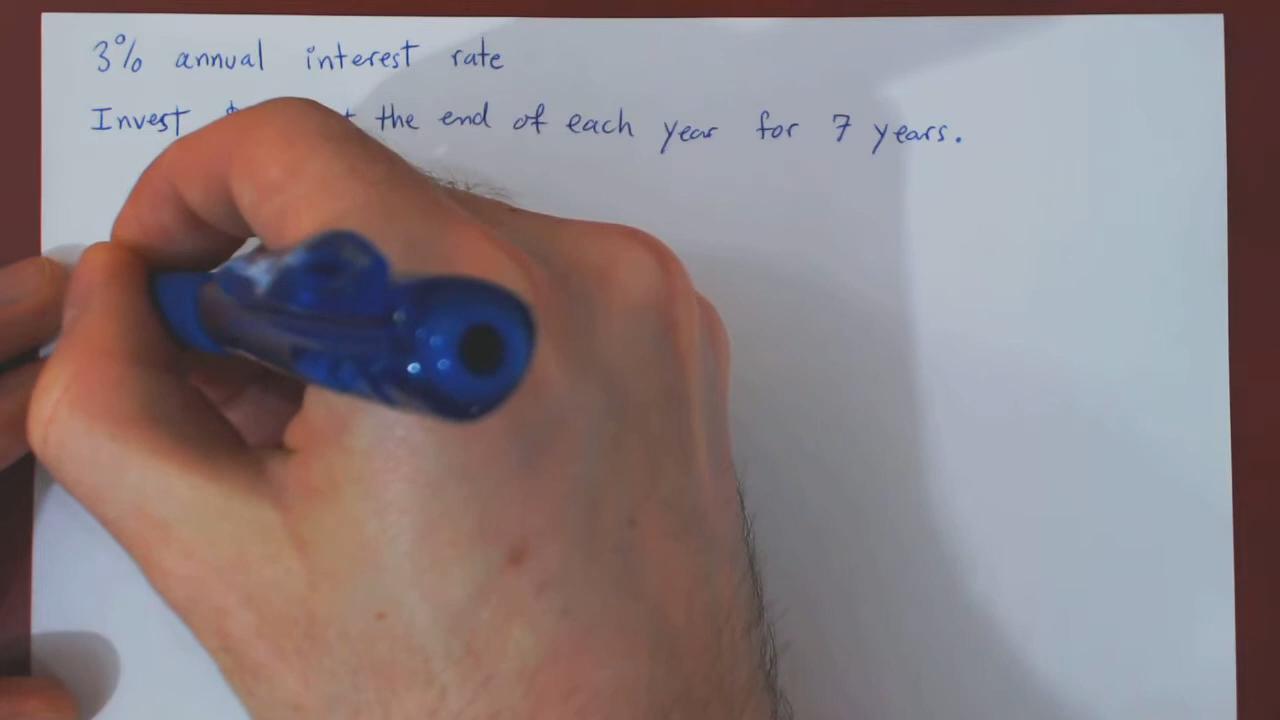 3% annual interest rate
Invest $ the end of each year for 7 years.